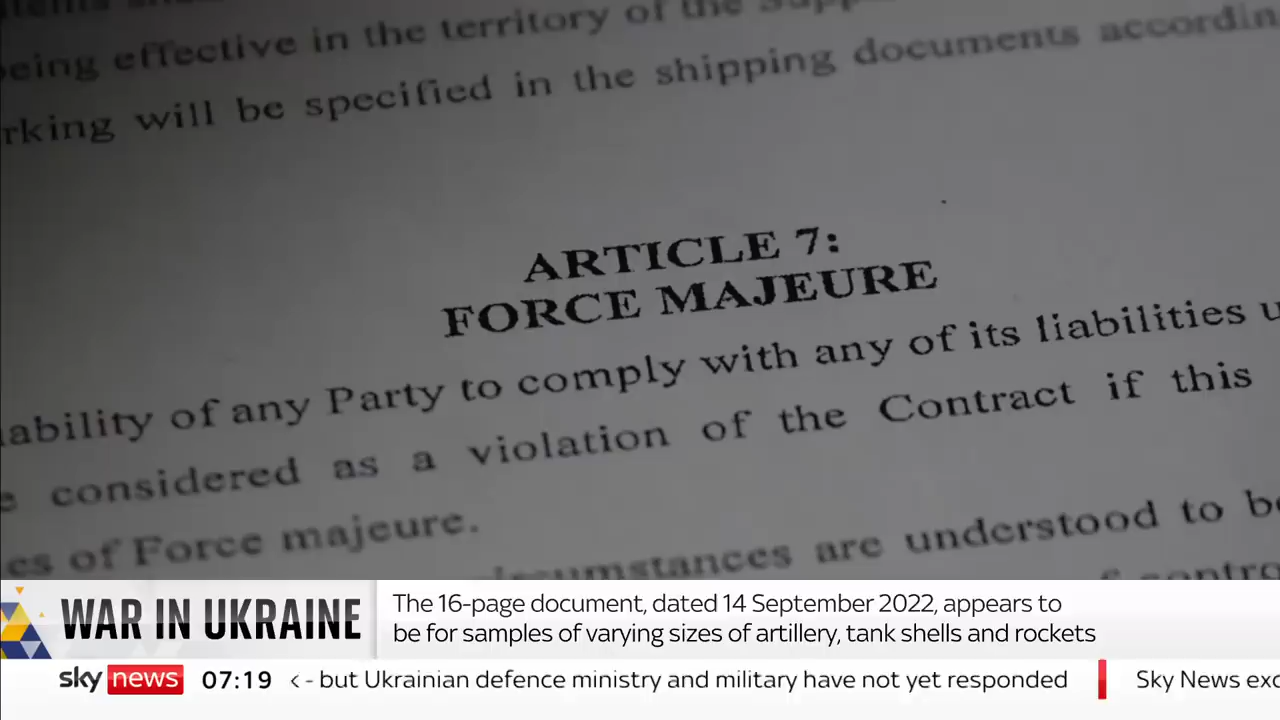 being effective in the territory of the
rking will be specified in the shipping documents accordin
ARTICLE 7:
FORCE MAJEURE
ability of any Party to comply with any of its liabilities u
e considered as a violation of the Contract if this
es of Force majeure.
circumstances are understood to be
WAR IN UKRAINE
The 16-page document, dated 14 September 2022, appears to
be for samples of varying sizes of artillery, tank shells and rockets
sky news 07:19 <- but Ukrainian defence ministry and military have not yet responded Sky News exc